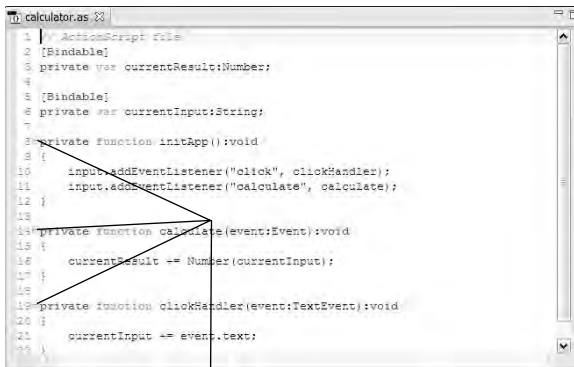 calculator.as
1 // ActionScript file
2 [Bindable]
3 private var currentResult:Number;
4
5 [Bindable]
6 private var currentInput:String;
7
8 private function initApp():void
9 {
10 input.addEventListener("click", clickHandler);
11 input.addEventListener("calculate", calculate);
12 }
13
14 private function calculate(event:Event):void
15 {
16 currentResult += Number(currentInput);
17 }
18
19 private function clickHandler(event:TextEvent):void
20 {
21 currentInput += event.text;
22 }